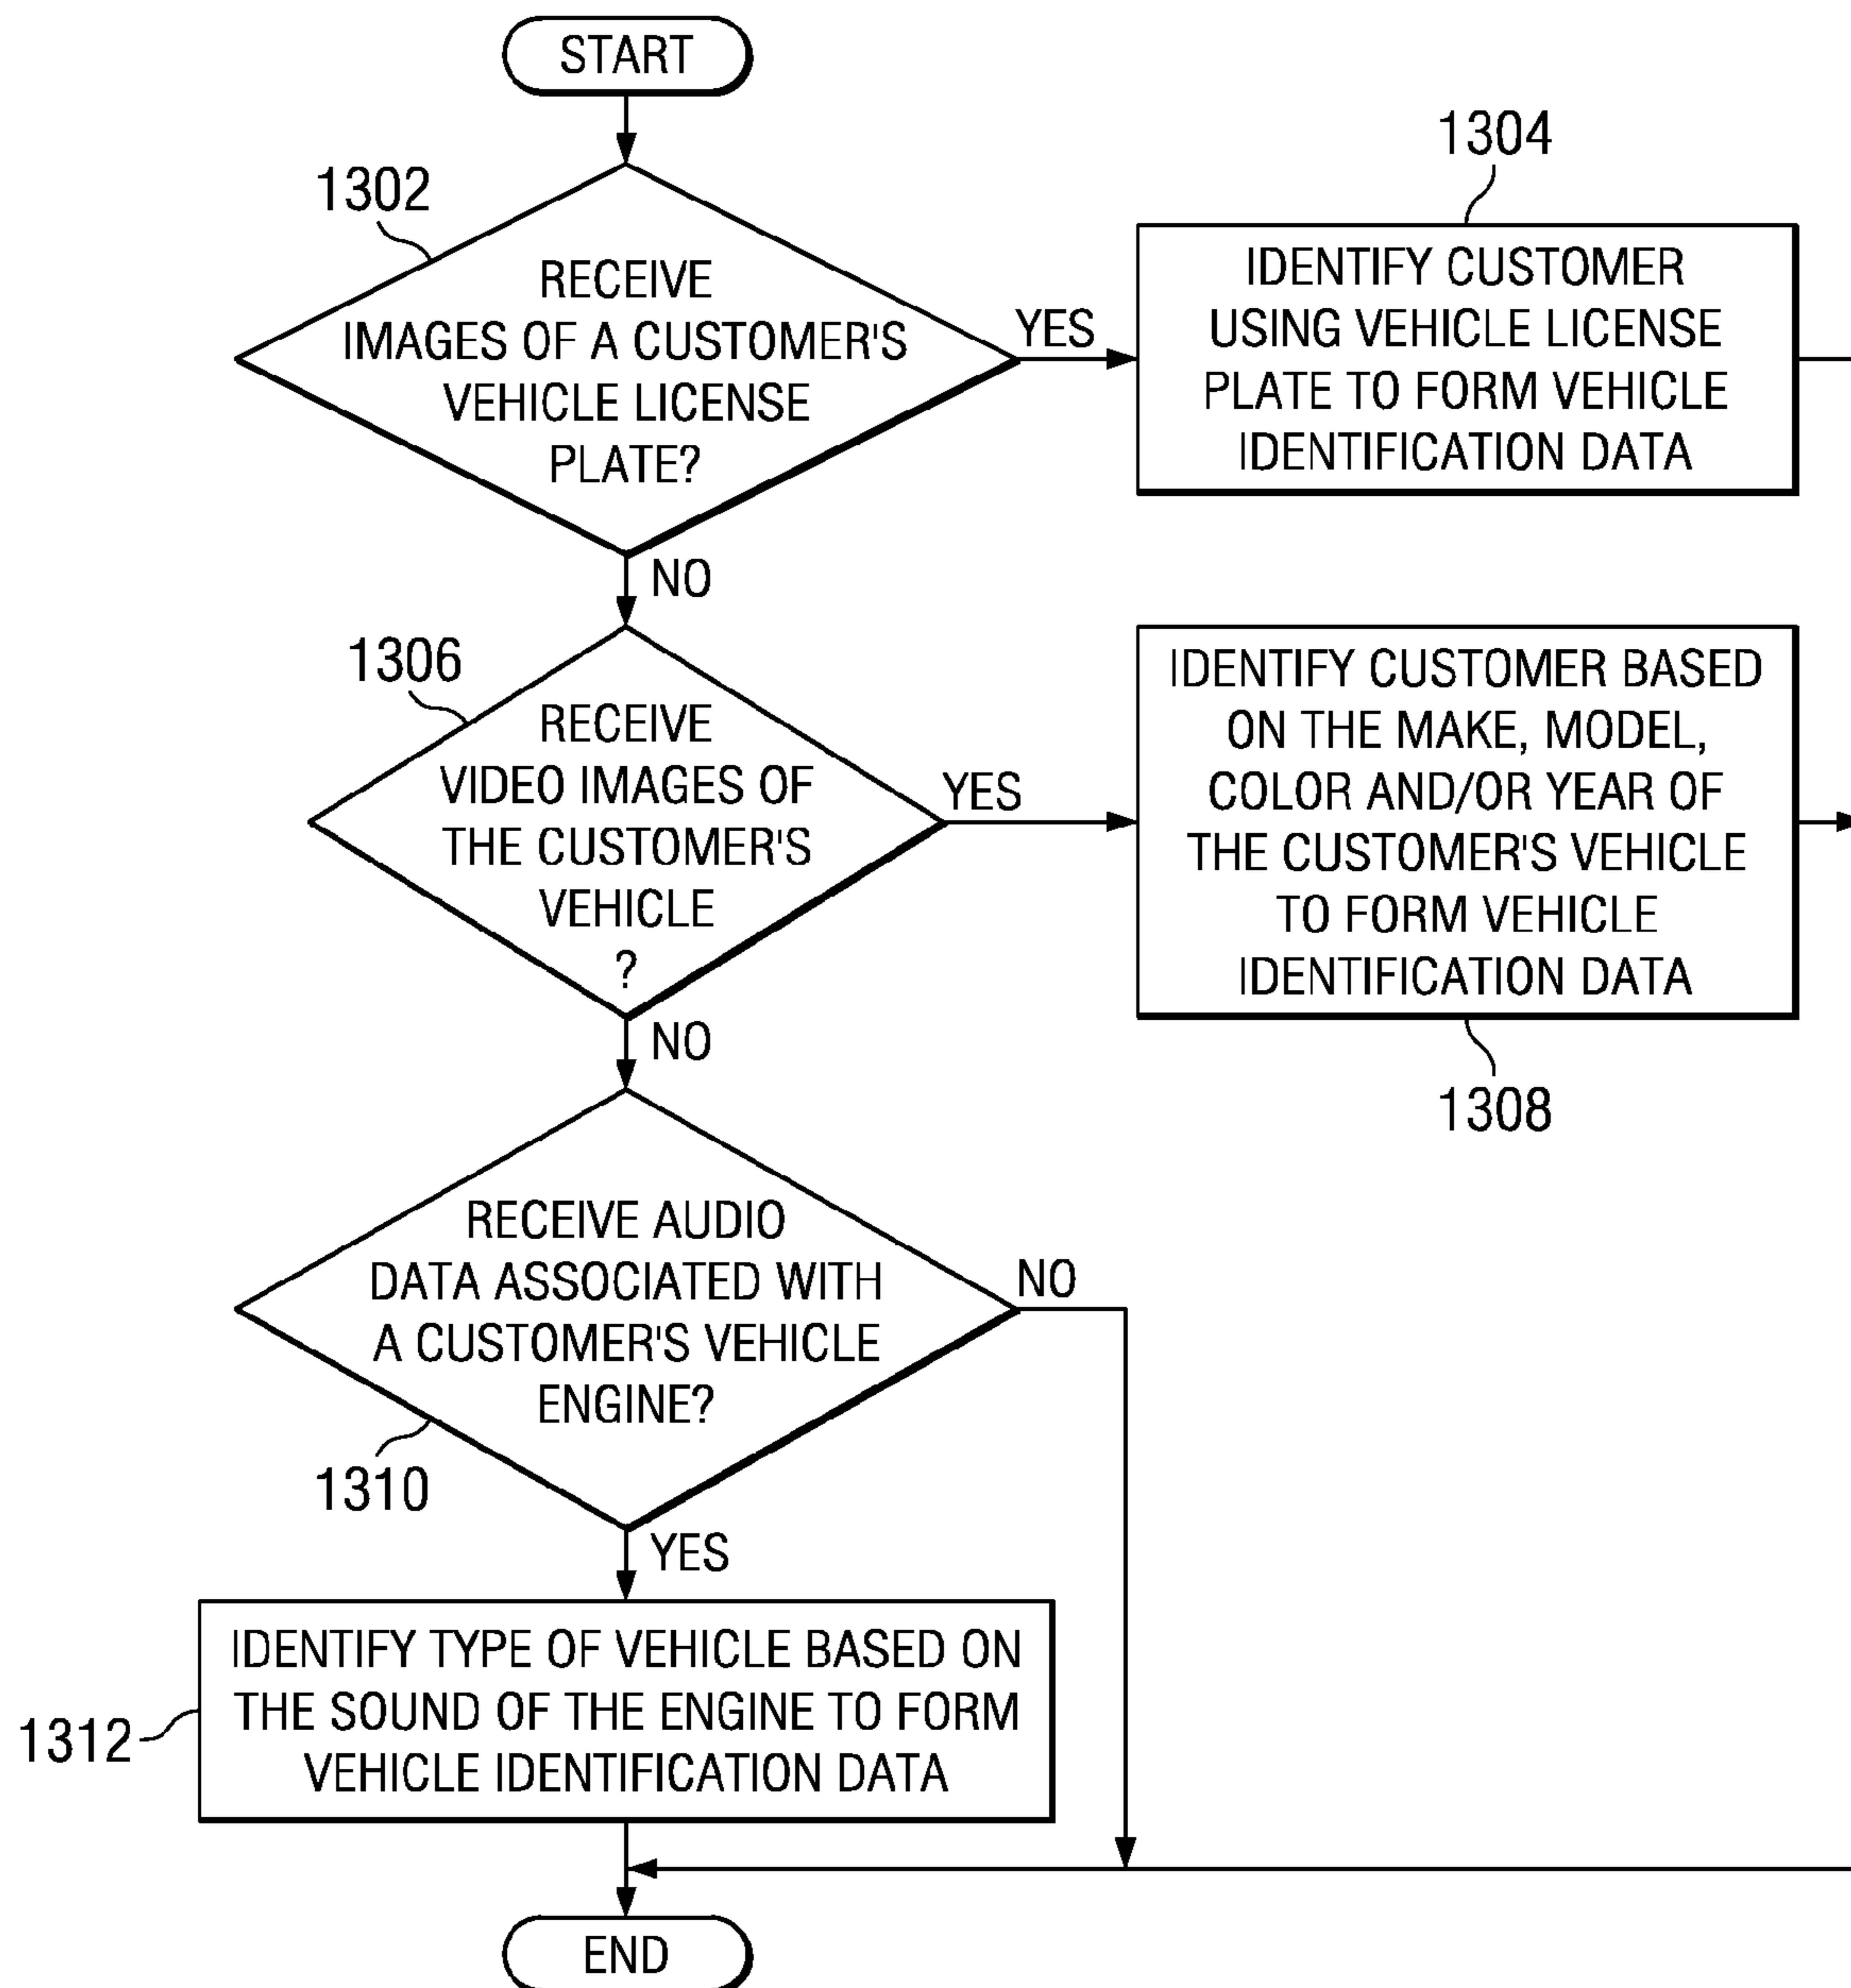 START
1302
RECEIVE
IMAGES OF A CUSTOMER'S
VEHICLE LICENSE
PLATE?
YES
1304
IDENTIFY CUSTOMER
USING VEHICLE LICENSE
PLATE TO FORM VEHICLE
IDENTIFICATION DATA
NO
1306
RECEIVE
VIDEO IMAGES OF
THE CUSTOMER'S
VEHICLE
?
YES
IDENTIFY CUSTOMER BASED
ON THE MAKE, MODEL,
COLOR AND/OR YEAR OF
THE CUSTOMER'S VEHICLE
TO FORM VEHICLE
IDENTIFICATION DATA
1308
NO
RECEIVE AUDIO
DATA ASSOCIATED WITH
A CUSTOMER'S VEHICLE
ENGINE?
NO
1310
YES
IDENTIFY TYPE OF VEHICLE BASED ON
THE SOUND OF THE ENGINE TO FORM
VEHICLE IDENTIFICATION DATA
1312
END